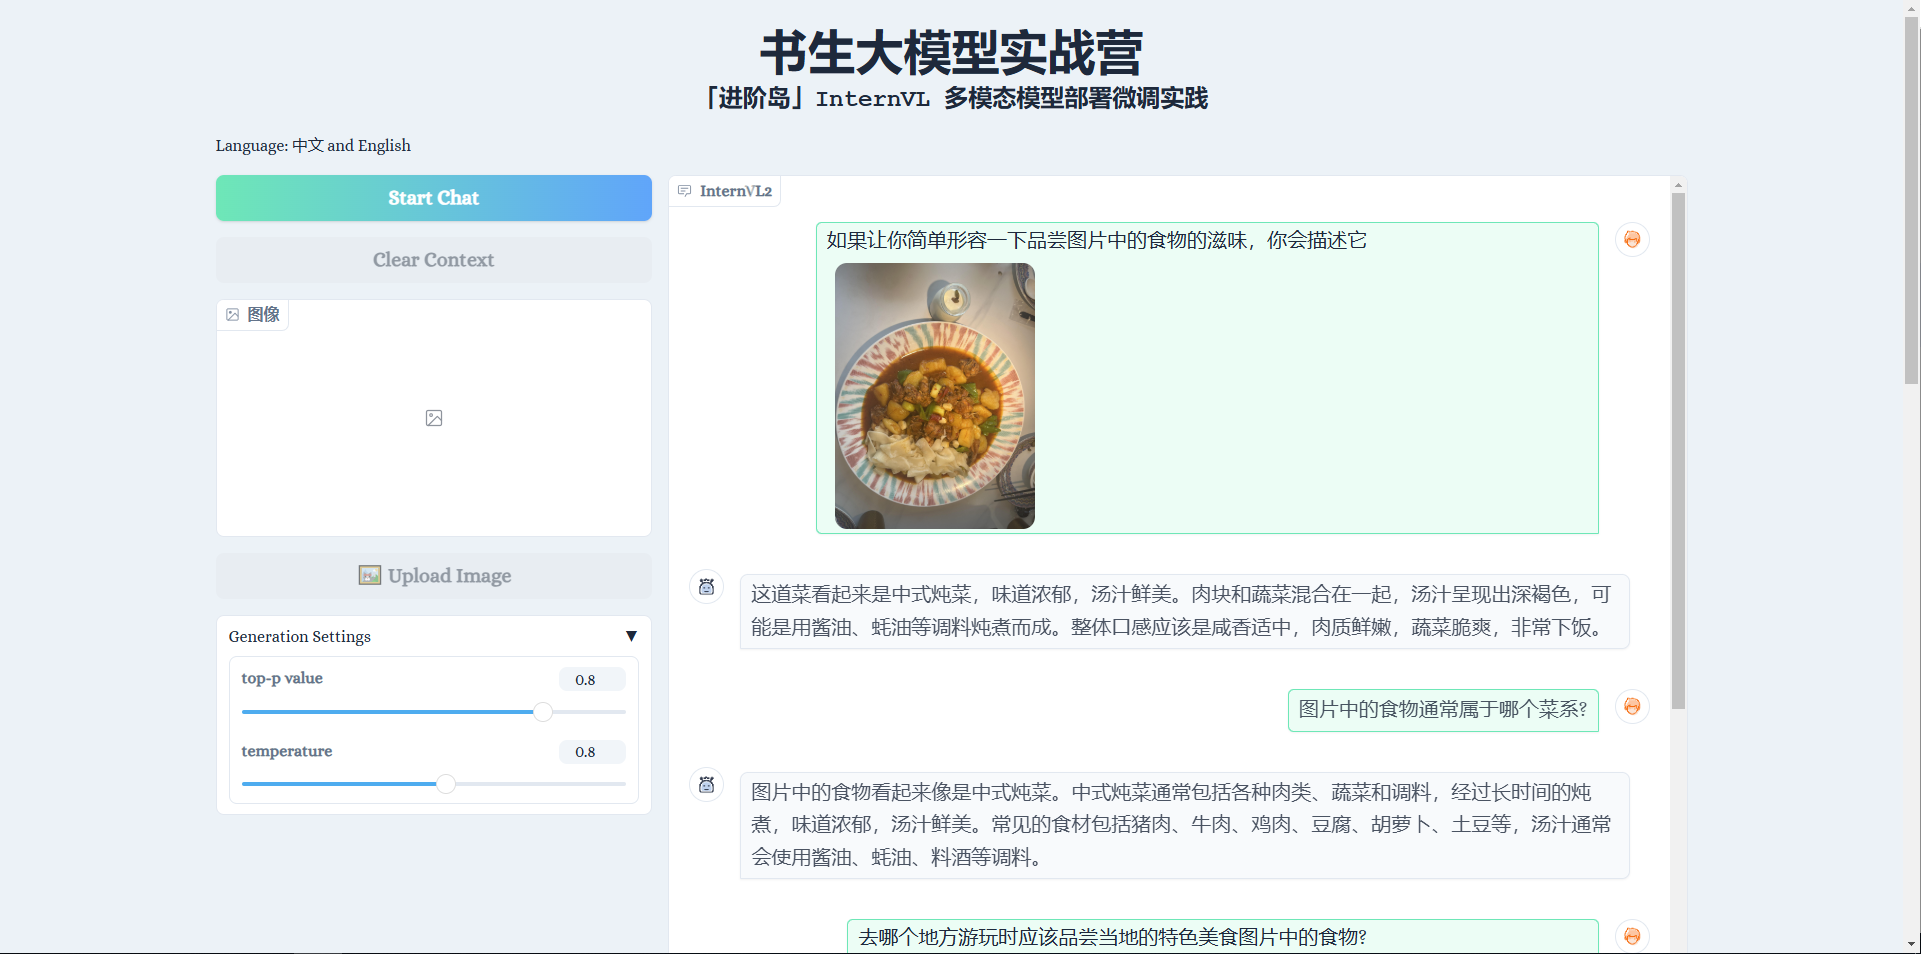 书生大模型实战营
「进阶岛」InternVL 多模态模型部署微调实践
Language: 中文 and English
Start Chat
Clear Context
图像
Upload Image
Generation Settings ▼
top-p value 0.8
temperature 0.8
InternVL2
如果让你简单形容一下品尝图片中的食物的滋味，你会描述它
这道菜看起来是中式炖菜，味道浓郁，汤汁鲜美。肉块和蔬菜混合在一起，汤汁呈现出深褐色，可
能是用酱油、蚝油等调料炖煮而成。整体口感应该是咸香适中，肉质鲜嫩，蔬菜脆爽，非常下饭。
图片中的食物通常属于哪个菜系?
图片中的食物看起来像是中式炖菜。中式炖菜通常包括各种肉类、蔬菜和调料，经过长时间的炖
煮，味道浓郁，汤汁鲜美。常见的食材包括猪肉、牛肉、鸡肉、豆腐、胡萝卜、土豆等，汤汁通常
会使用酱油、蚝油、料酒等调料。
去哪个地方游玩时应该品尝当地的特色美食图片中的食物?